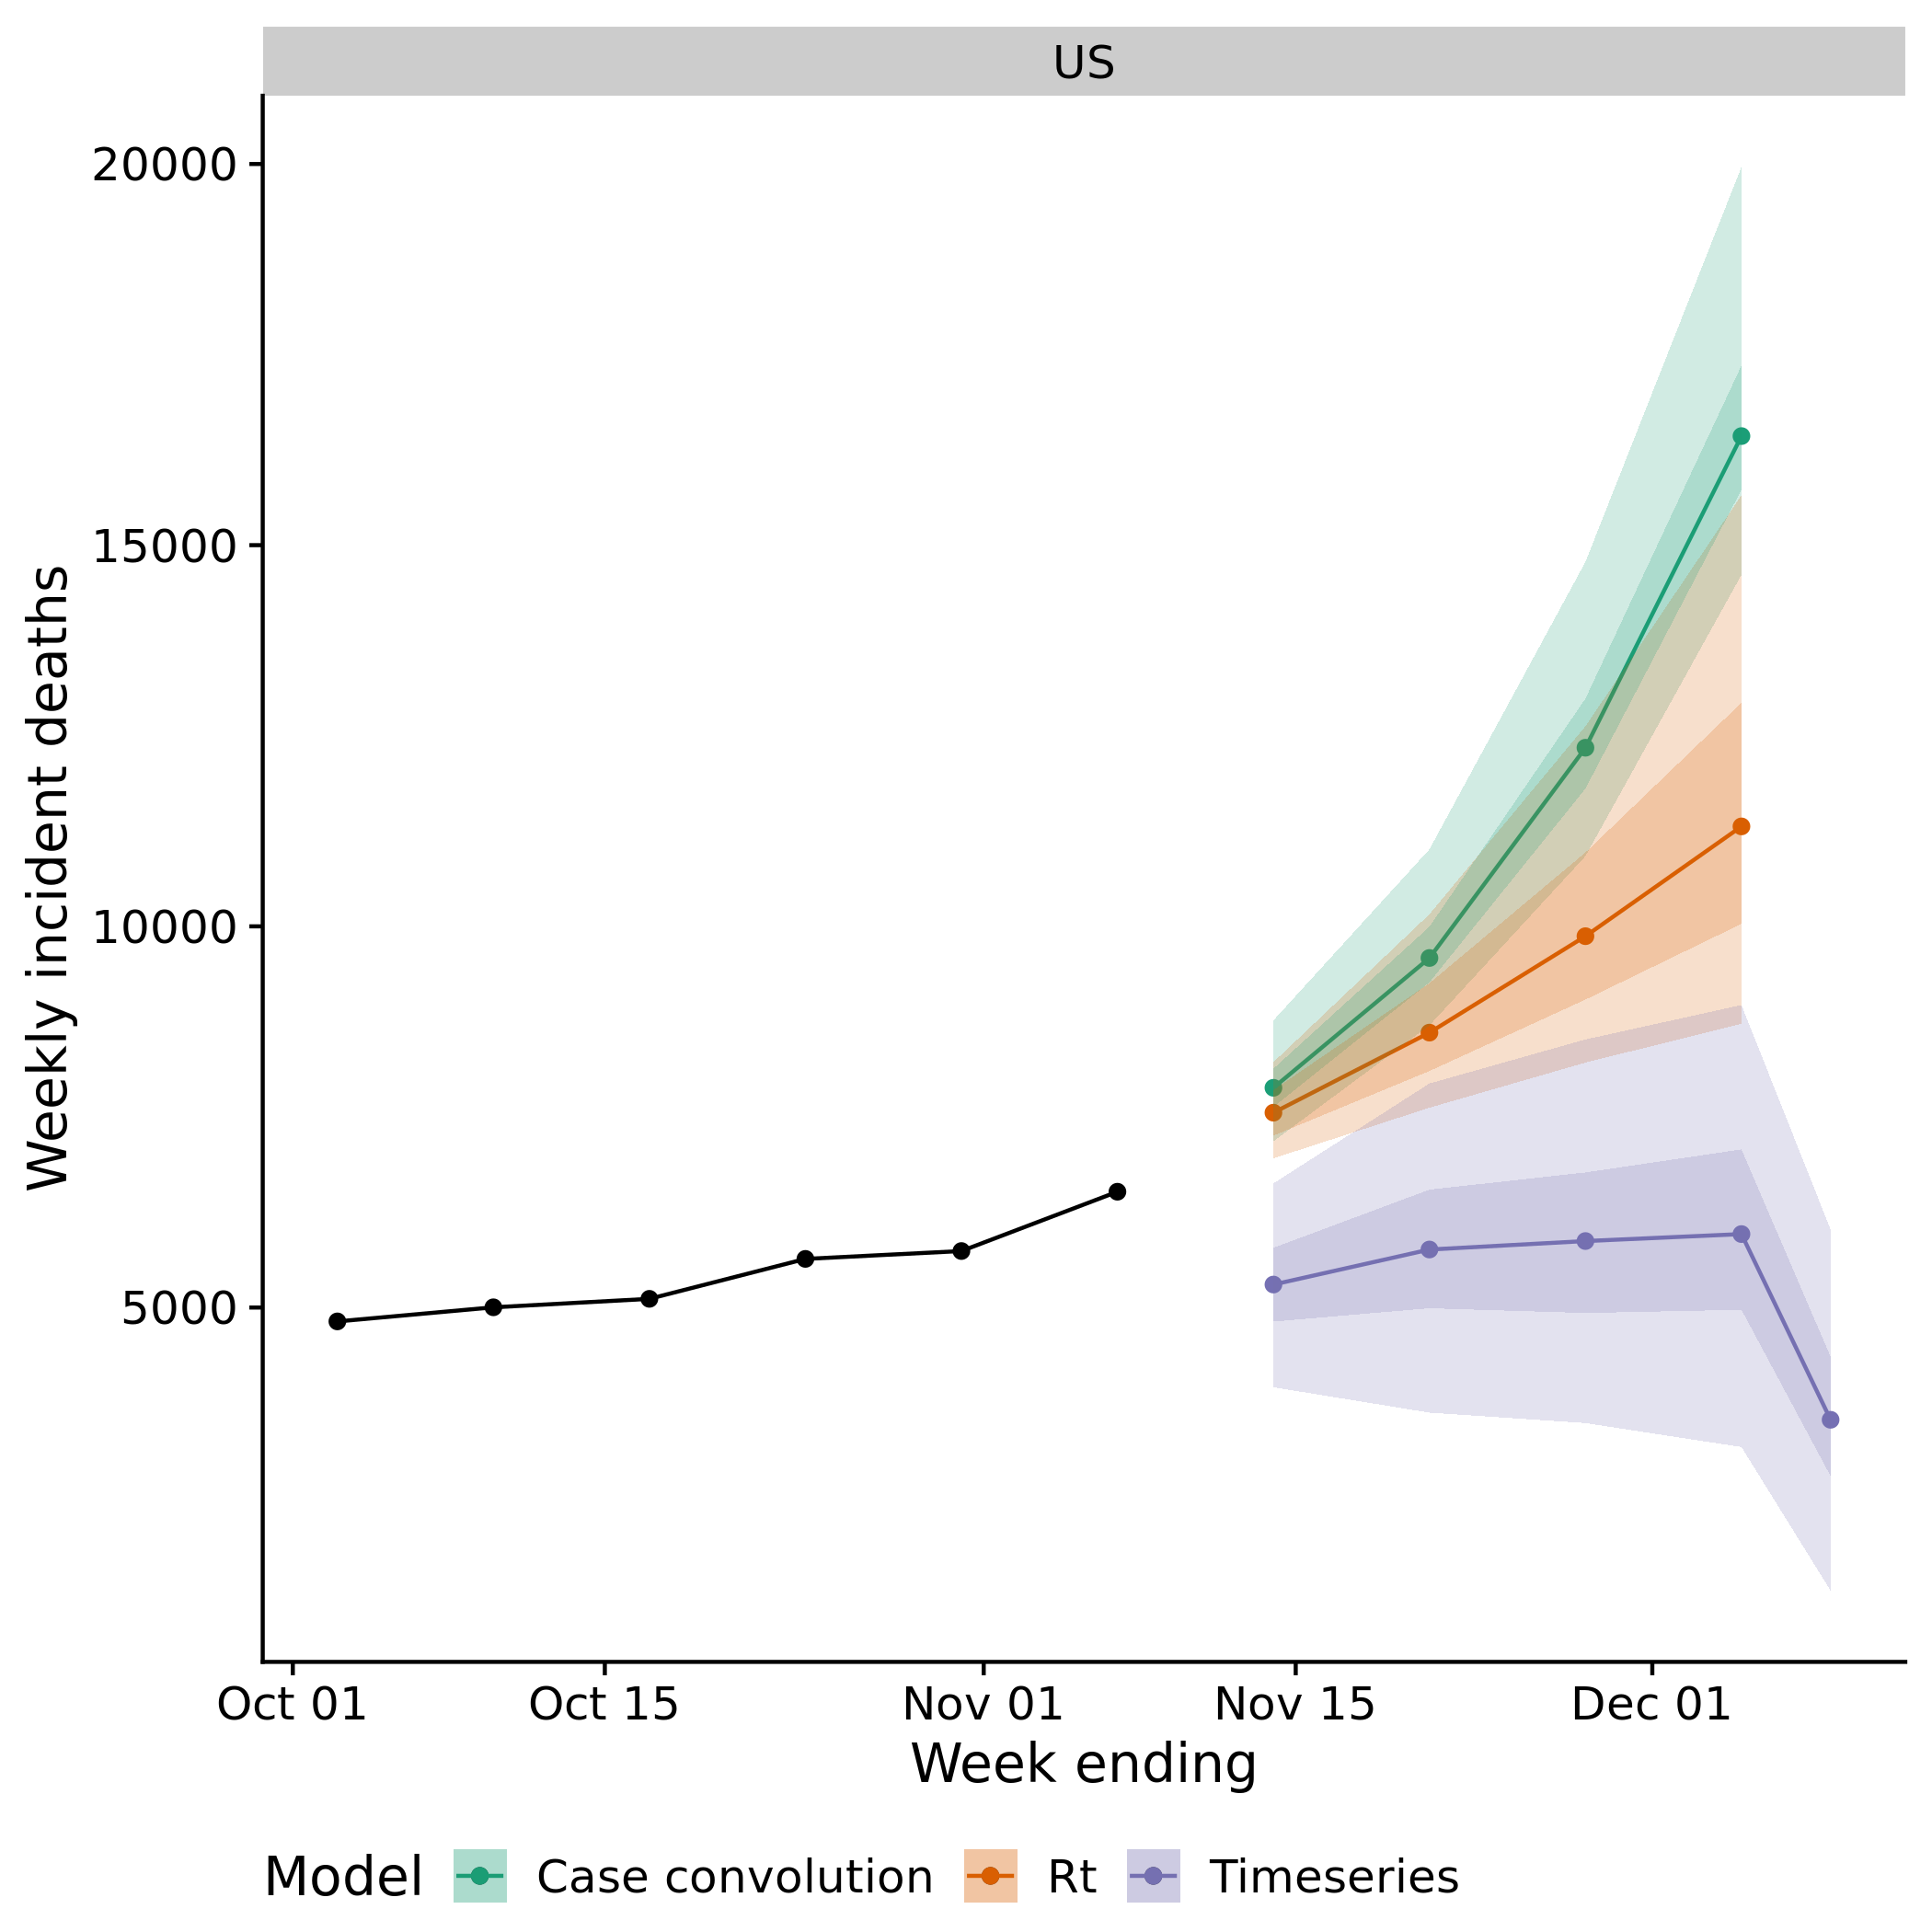 US
Weekly incident deaths
20000
15000
10000
5000
Oct 01 Oct 15 Nov 01 Nov 15 Dec 01
Week ending
Model Case convolution Rt Timeseries